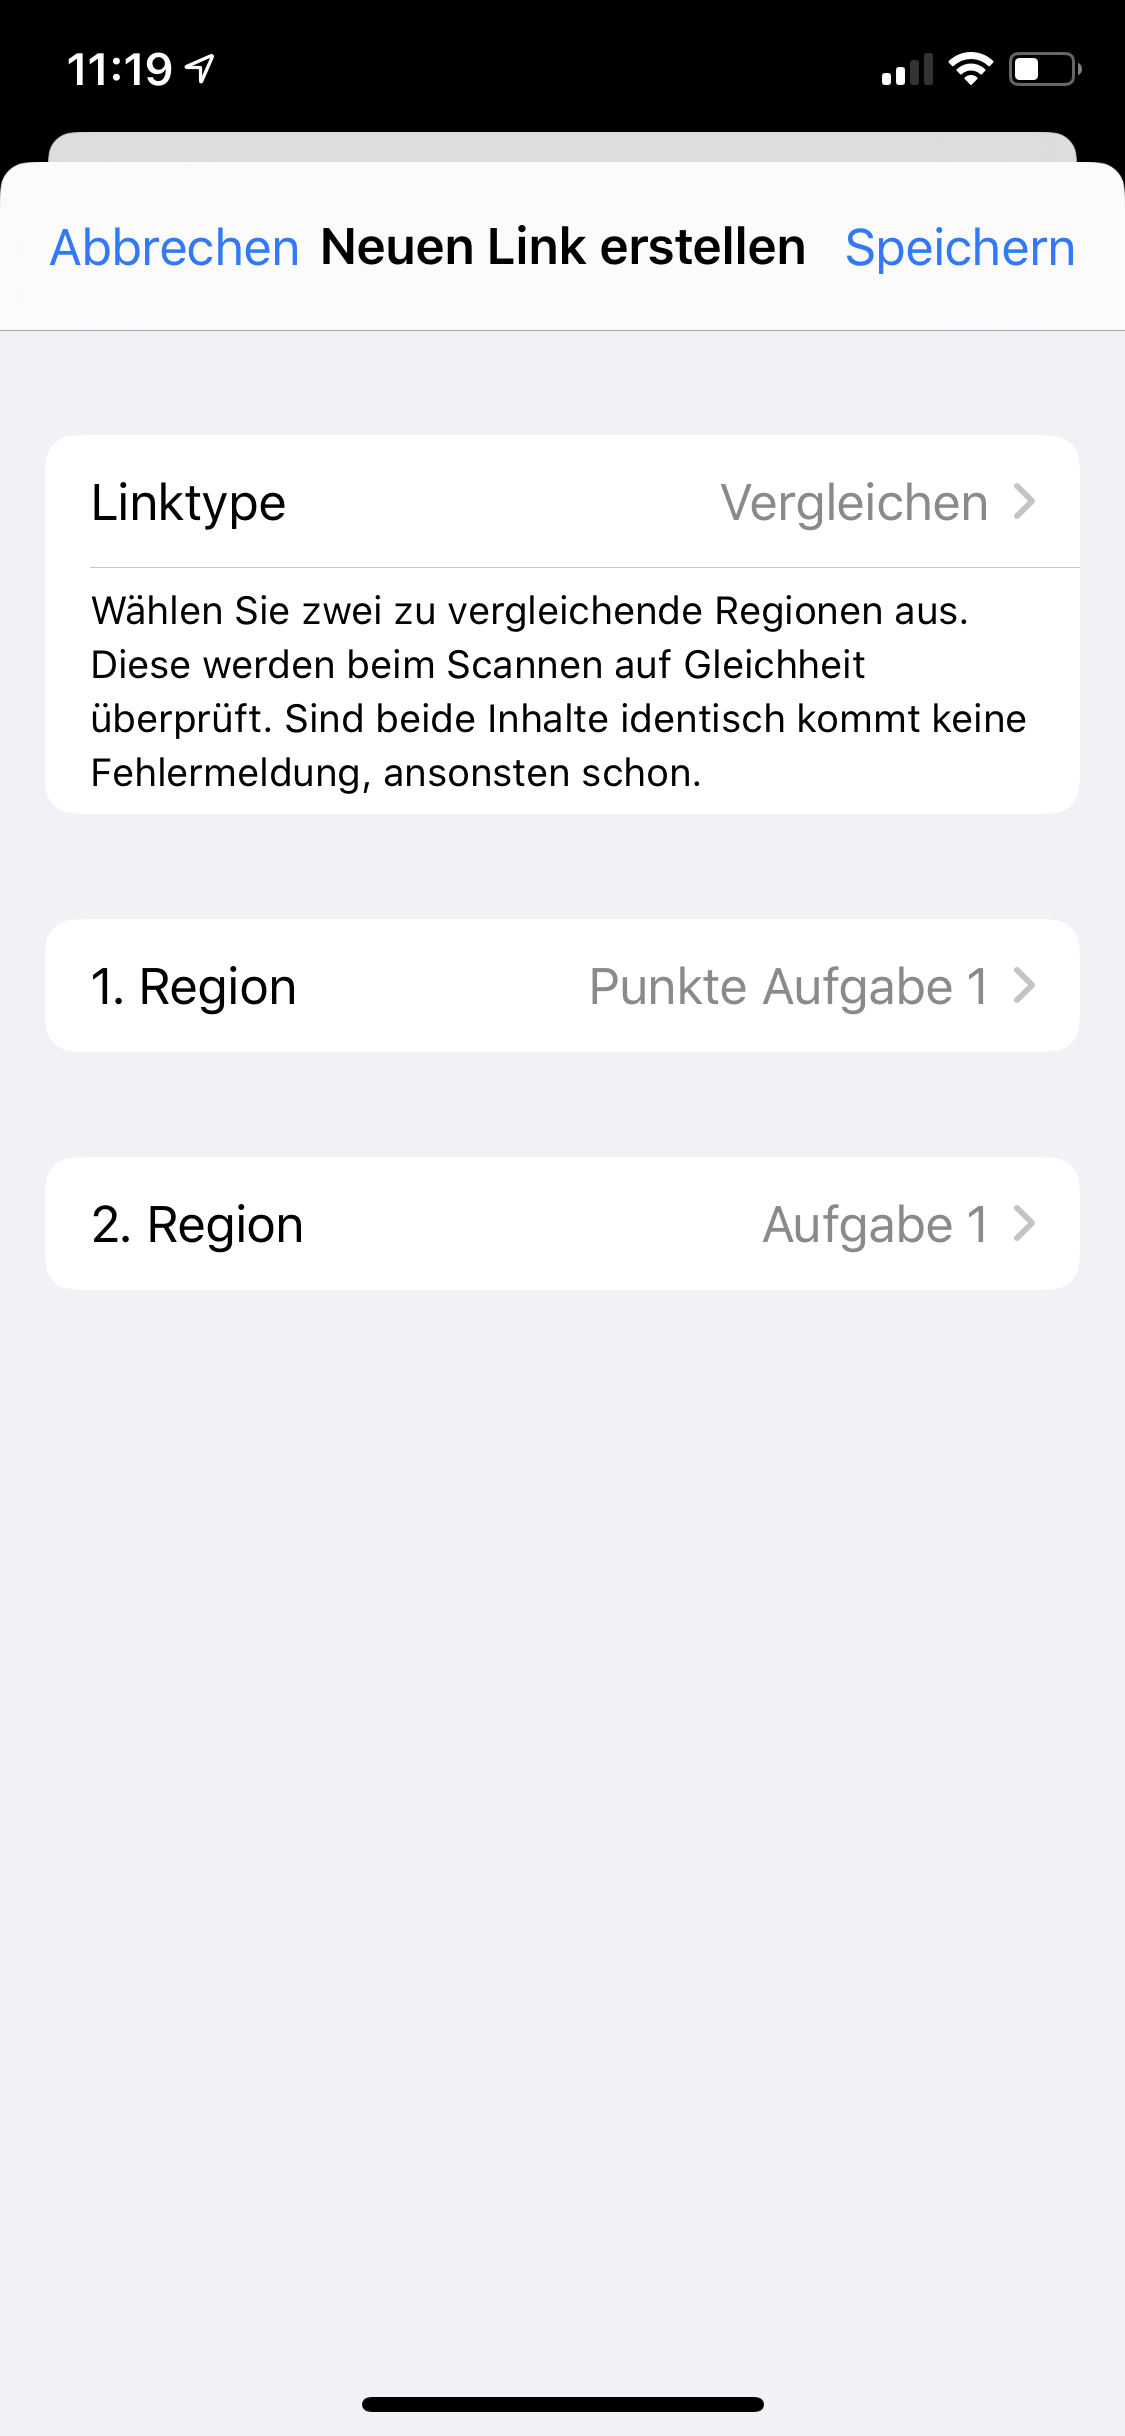 11:19
Abbrechen Neuen Link erstellen Speichern
Linktype Vergleichen
Wählen Sie zwei zu vergleichende Regionen aus.
Diese werden beim Scannen auf Gleichheit
überprüft. Sind beide Inhalte identisch kommt keine
Fehlermeldung, ansonsten schon.
1. Region Punkte Aufgabe 1
2. Region Aufgabe 1